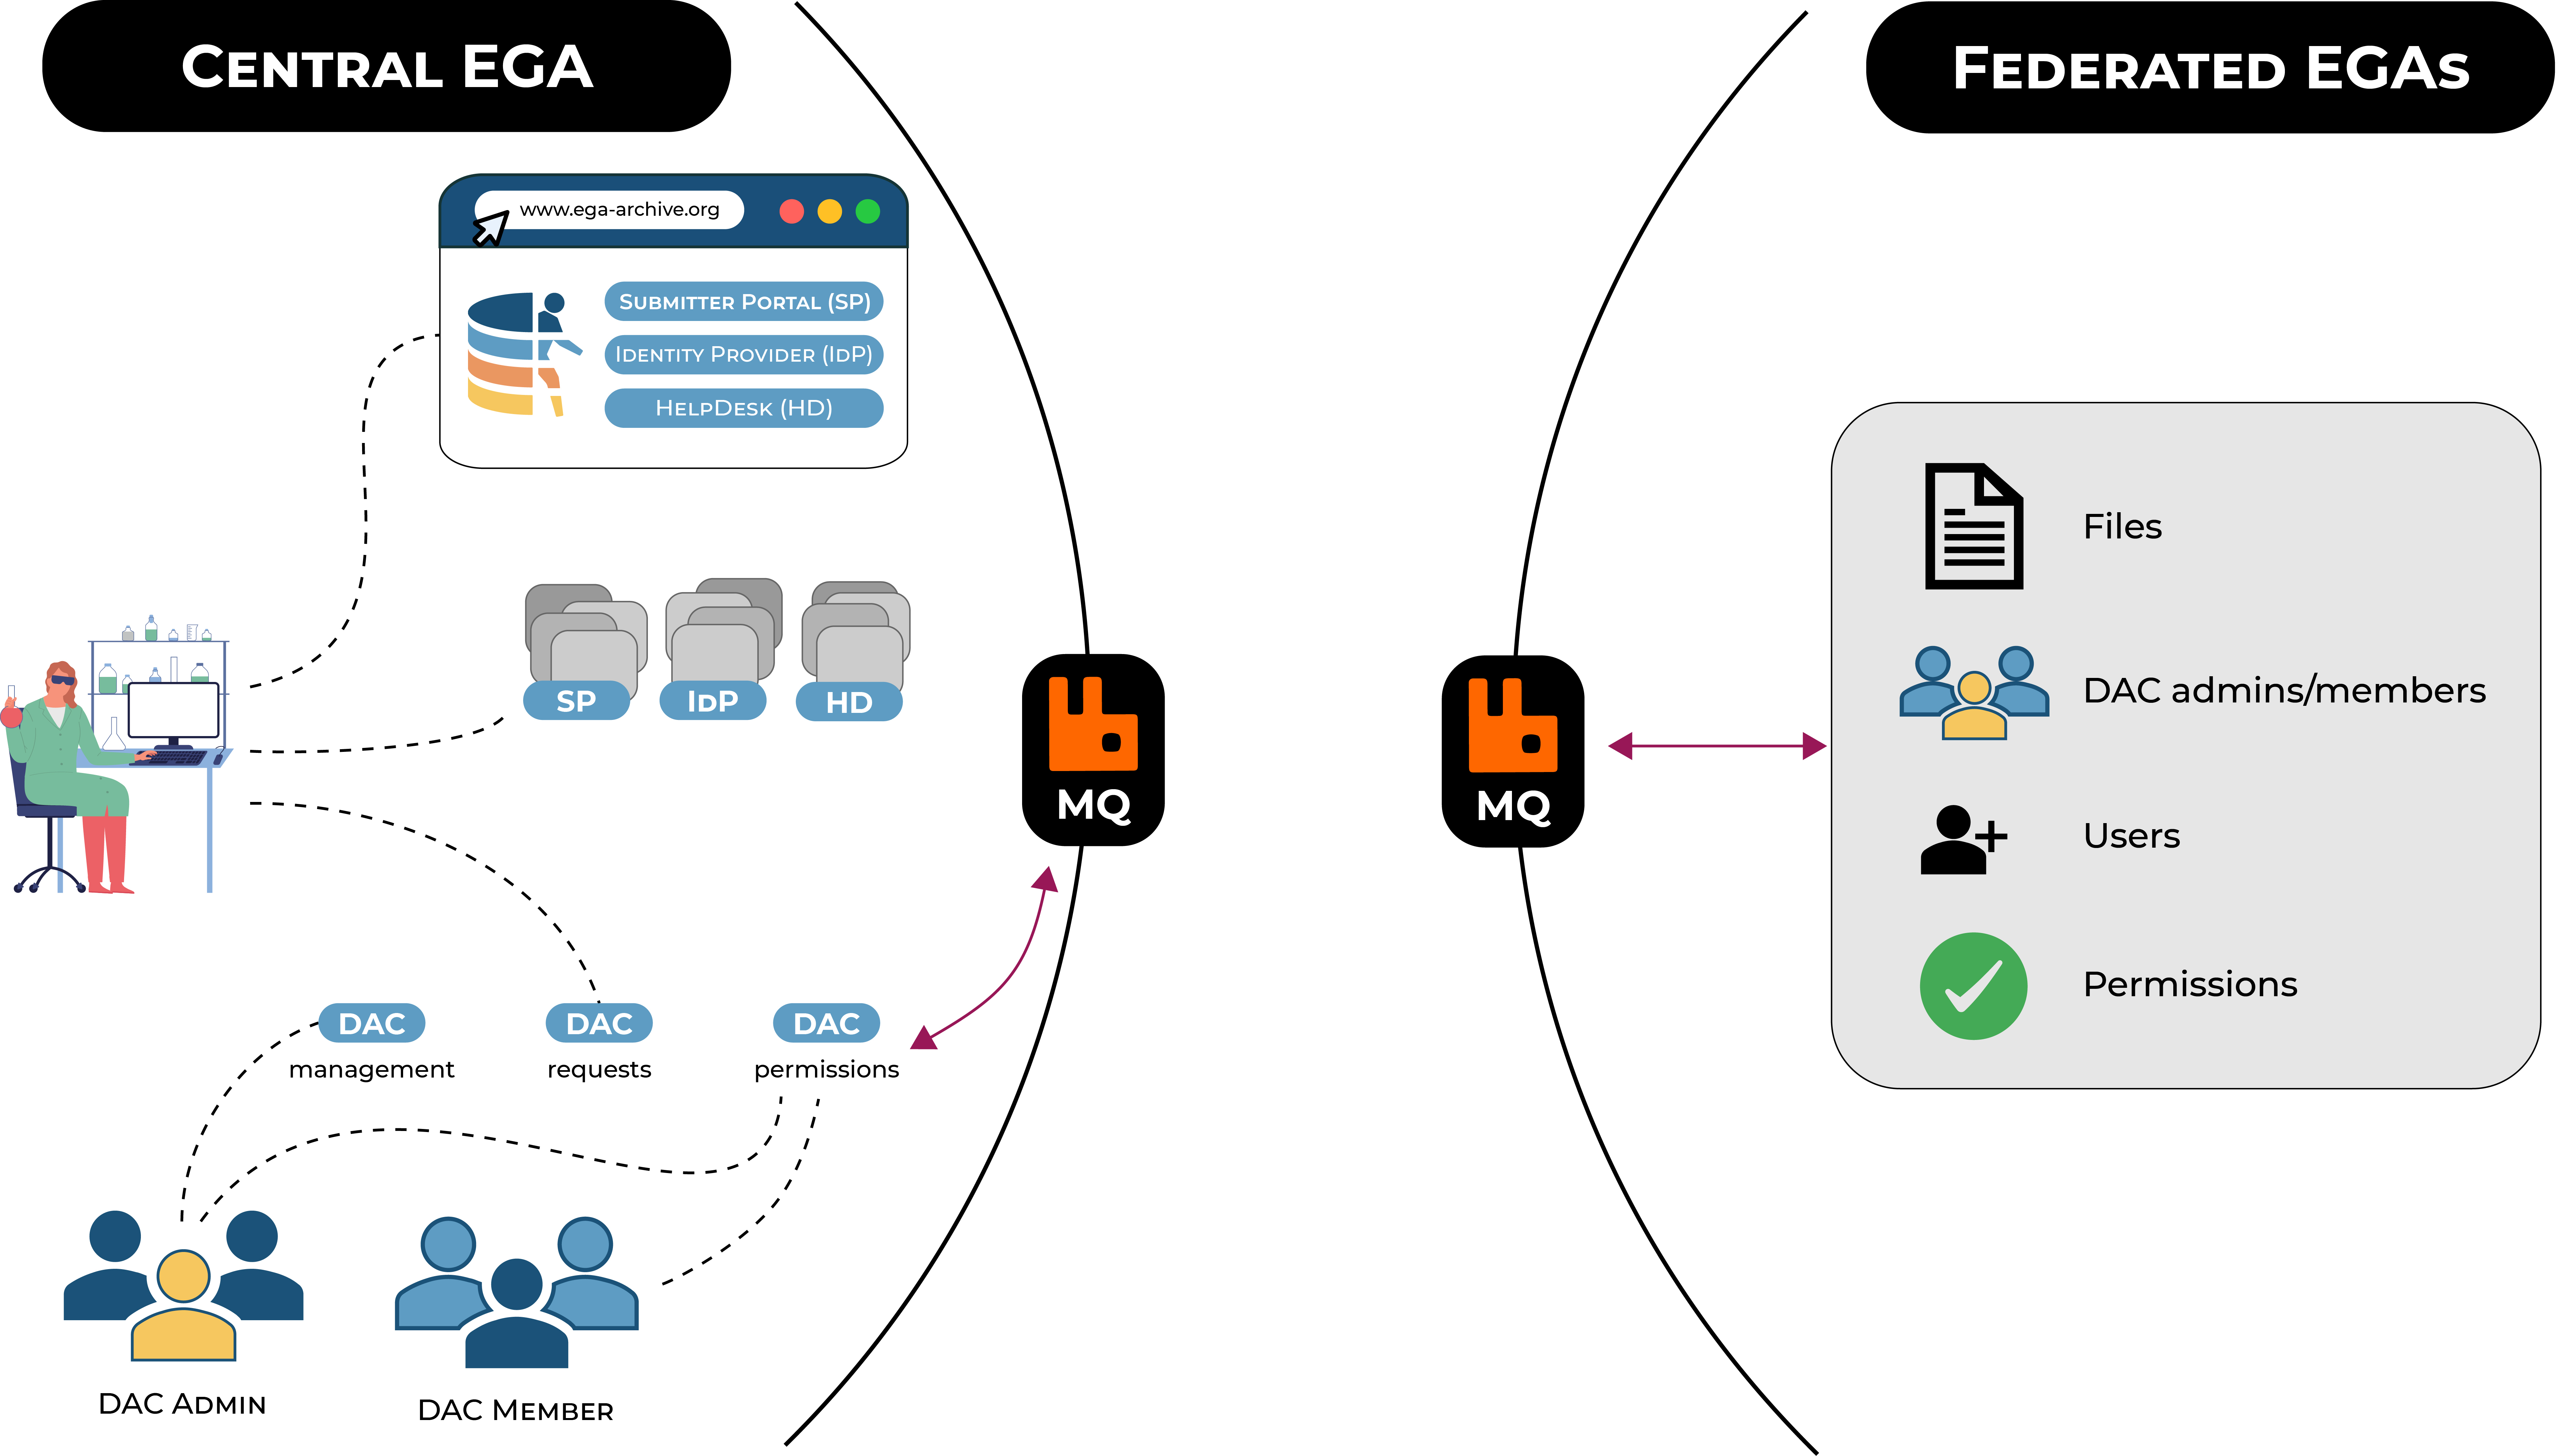 Central EGA
Federated EGAs
www.ega-archive.org
Submitter Portal (SP)
Identity Provider (IdP)
HelpDesk (HD)
SP
IdP
HD
MQ
MQ
Files
DAC admins/members
Users
Permissions
DAC
management
DAC
requests
DAC
permissions
DAC Admin
DAC Member